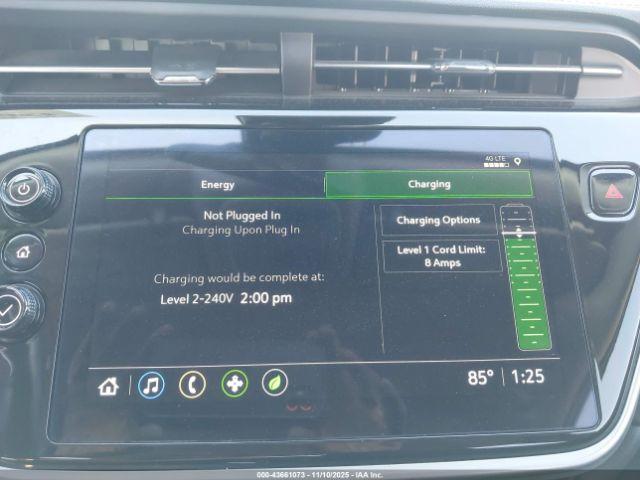 4G LTE
Energy
Charging
Not Plugged In
Charging Upon Plug In
Charging Options
Level 1 Cord Limit:
8 Amps
Charging would be complete at:
Level 2-240V 2:00 pm
85° 1:25
000-43661073 - 11/10/2025 - IAA Inc.